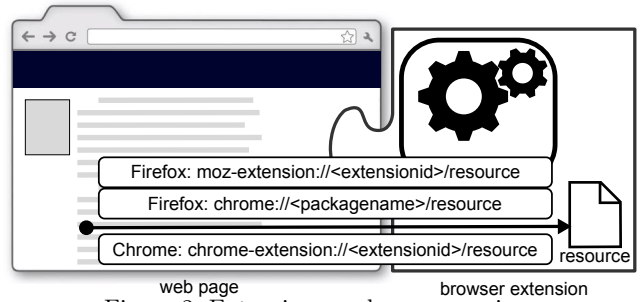 Firefox: moz-extension://<extensionid>/resource
Firefox: chrome://<packagename>/resource
Chrome: chrome-extension://<extensionid>/resource
resource
web page
browser extension